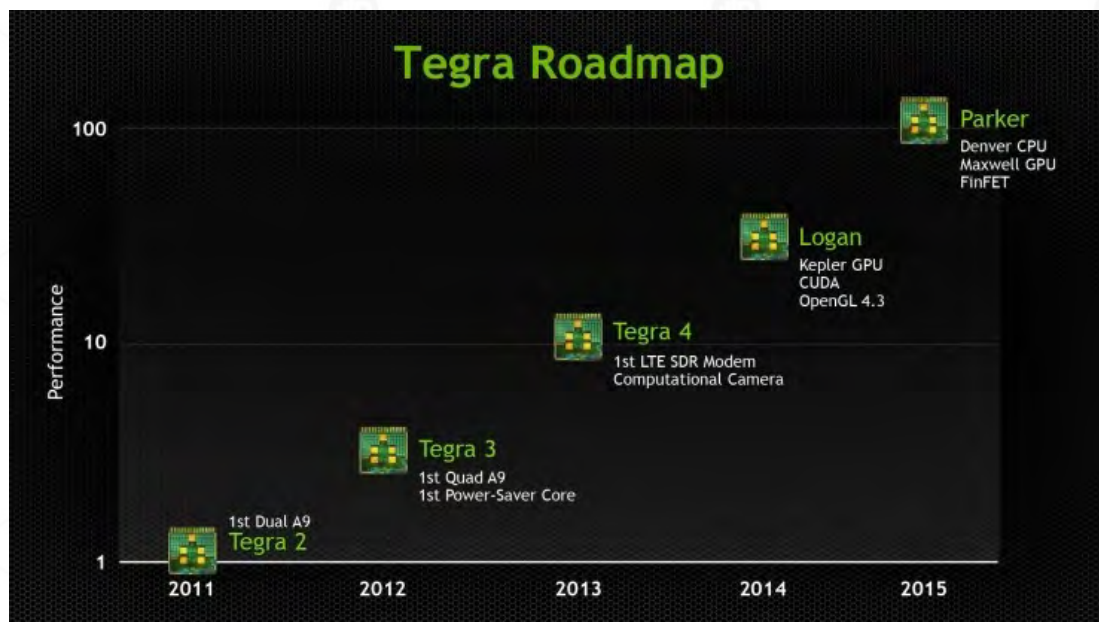 Tegra Roadmap
100
Parker
Denver CPU
Maxwell GPU
FinFET
Logan
Kepler GPU
CUDA
OpenGL 4.3
Performance
10
Tegra 4
1st LTE SDR Modem
Computational Camera
Tegra 3
1st Quad A9
1st Power-Saver Core
1st Dual A9
Tegra 2
1
2011 2012 2013 2014 2015